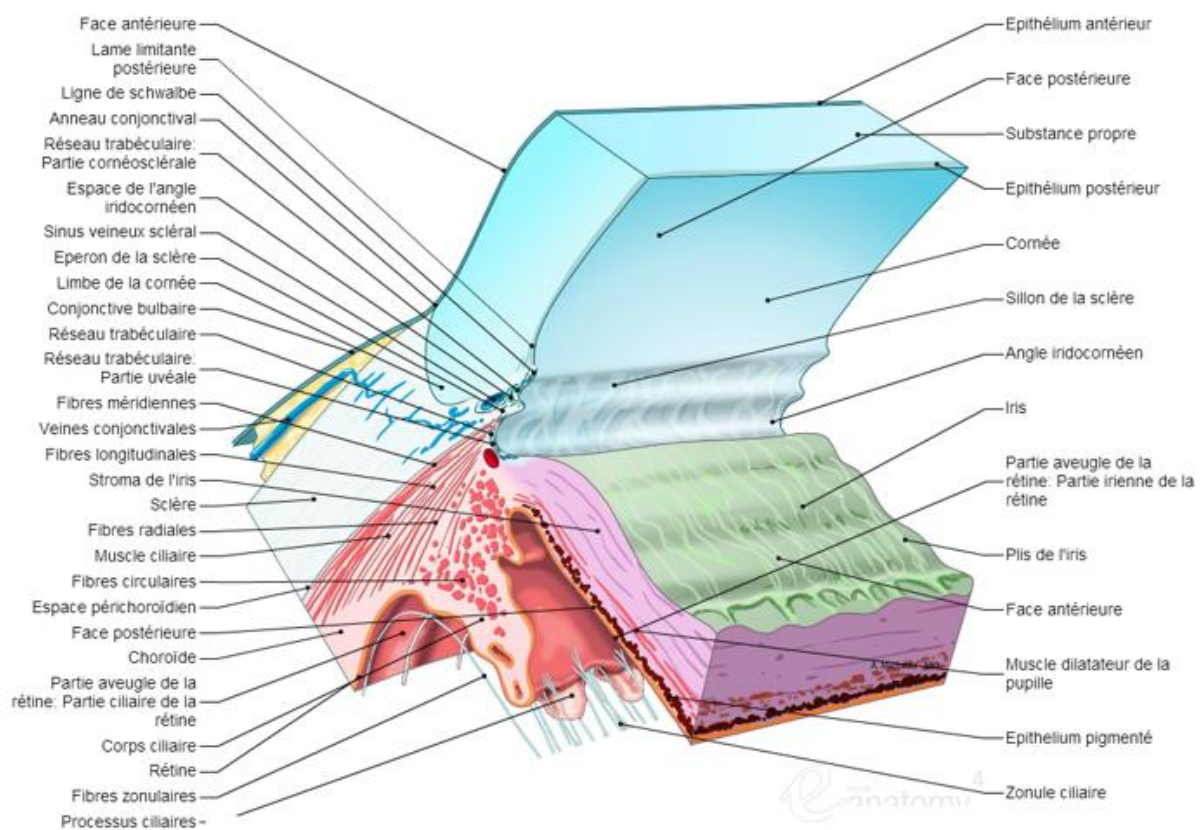 Face antérieure
Lame limitante
postérieure
Ligne de schwalbe
Anneau conjonctival
Réseau trabéculaire:
Partie cornéosclérale
Espace de l'angle
iridocornéen
Sinus veineux scléral
Eperon de la sclère
Limbe de la cornée
Conjonctive bulbaire
Réseau trabéculaire
Réseau trabéculaire:
Partie uvéale
Fibres méridiennes
Veines conjonctivales
Fibres longitudinales
Stroma de l'iris
Sclère
Fibres radiales
Muscle ciliaire
Fibres circulaires
Espace périchoroïdien
Face postérieure
Choroïde
Partie aveugle de la
rétine: Partie ciliaire de la
rétine
Corps ciliaire
Rétine
Fibres zonulaires
Processus ciliaires
Epithélium antérieur
Face postérieure
Substance propre
Epithélium postérieur
Cornée
Sillon de la sclère
Angle iridocornéen
Iris
Partie aveugle de la
rétine: Partie irienne de la
rétine
Plis de l'iris
Face antérieure
Muscle dilatateur de la
pupille
Epithelium pigmenté
Zonule ciliaire
4
anatomy